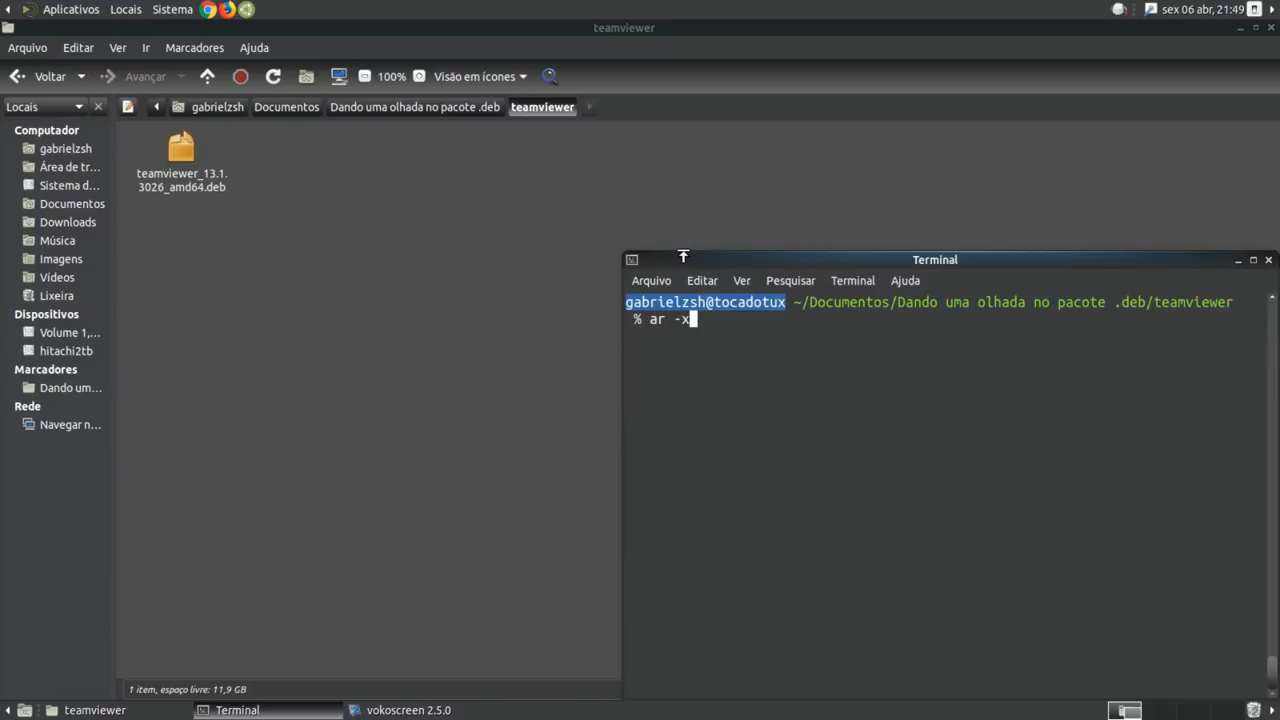 Aplicativos Locais Sistema sex 06 abr, 21:49
teamviewer
Arquivo Editar Ver Ir Marcadores Ajuda
Voltar Avançar 100% Visão em ícones
Locais gabrielzsh Documentos Dando uma olhada no pacote .deb teamviewer
Computador
gabrielzsh
Área de tr...
Sistema d...
Documentos
Downloads
Música
Imagens
Vídeos
Lixeira
Dispositivos
Volume 1,...
hitachi2tb
Marcadores
Dando um...
Rede
Navegar n...
teamviewer_13.1.
3026_amd64.deb
Terminal
Arquivo Editar Ver Pesquisar Terminal Ajuda
gabrielzsh@tocadotux ~/Documentos/Dando uma olhada no pacote .deb/teamviewer
% ar -x
1 item, espaço livre: 11,9 GB
teamviewer Terminal vokoscreen 2.5.0